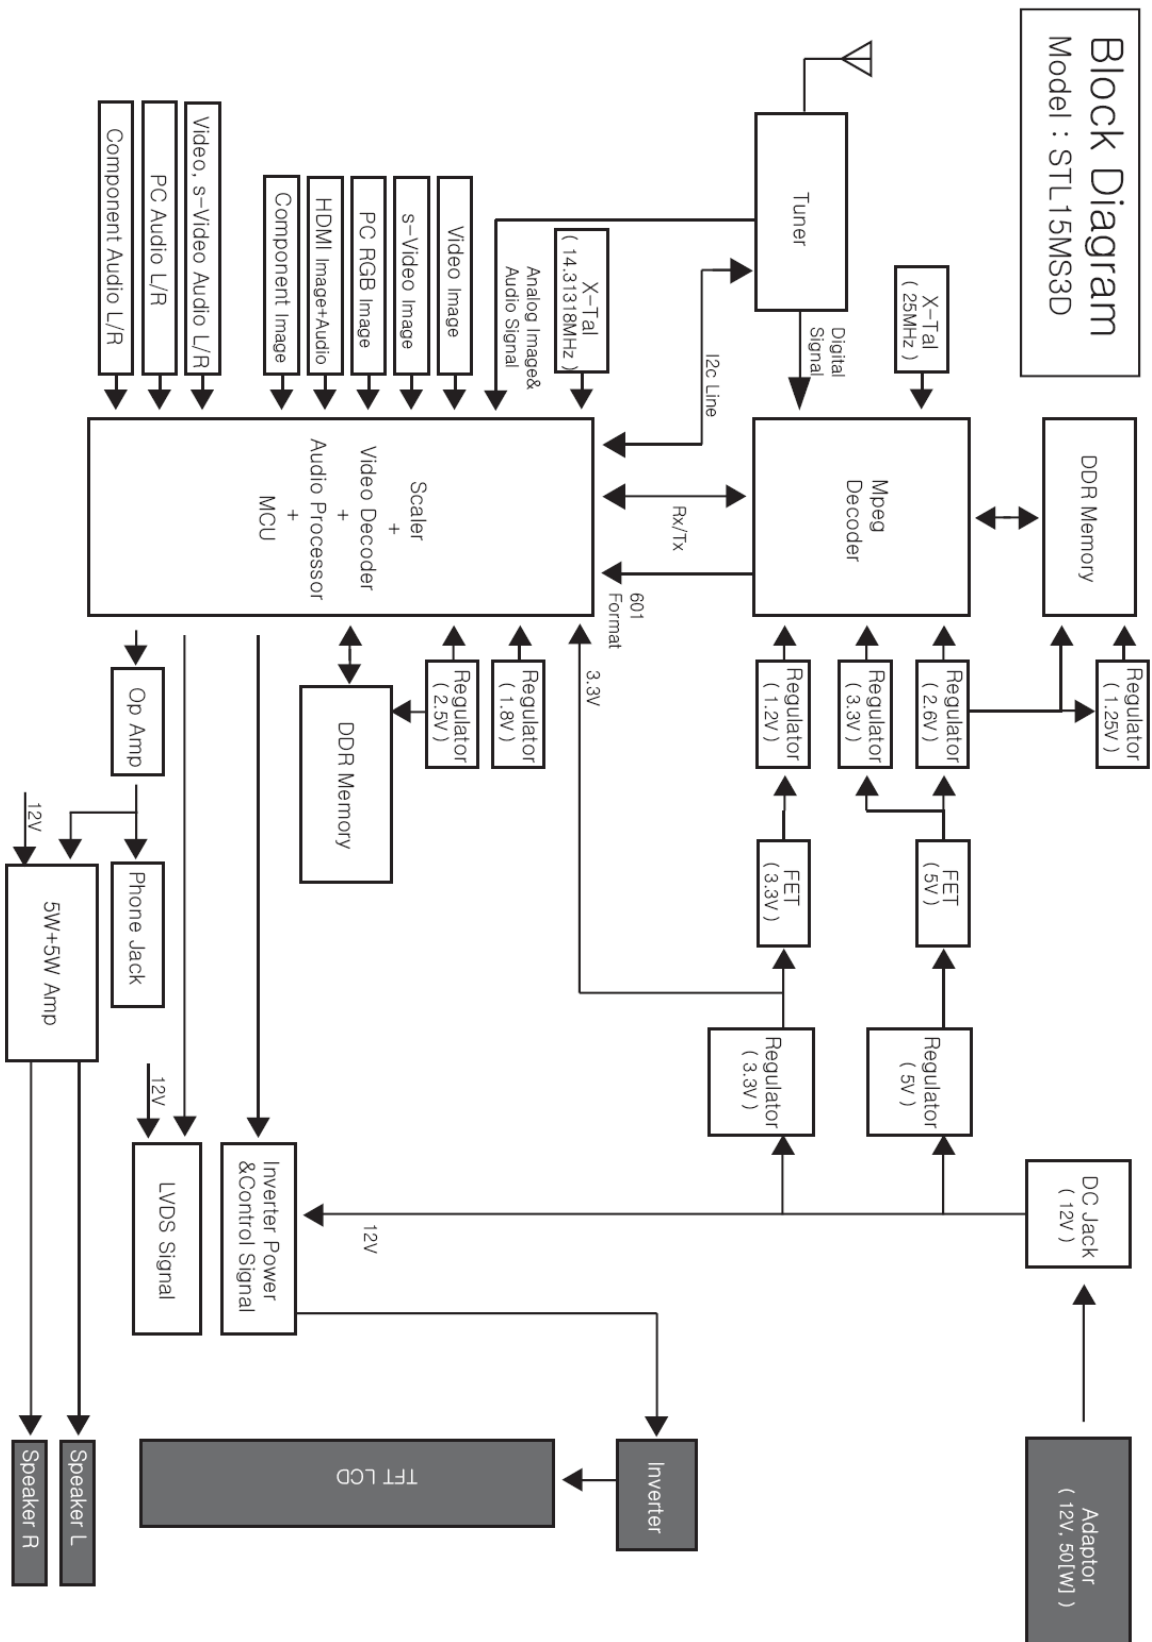 Block Diagram
Model : STL15MS3D
Tuner
X-Tal
( 25MHz )
Digital
Signal
DDR Memory
Mpeg
Decoder
Regulator
( 1.25V )
Regulator
( 2.6V )
Regulator
( 3.3V )
Regulator
( 1.2V )
FET
( 5V )
FET
( 3.3V )
Regulator
( 5V )
Regulator
( 3.3V )
DC Jack
( 12V )
Adaptor
( 12V, 50[W] )
I2c Line
Rx/Tx
601
Format
3.3V
12V
X-Tal
( 14.31318MHz )
Analog Image&
Audio Signal
Video Image
s-Video Image
PC RGB Image
HDMI Image+Audio
Component Image
Video, s-Video Audio L/R
PC Audio L/R
Component Audio L/R
Scaler
+
Video Decoder
+
Audio Processor
+
MCU
Regulator
( 1.8V )
Regulator
( 2.5V )
DDR Memory
Inverter Power
&Control Signal
Inverter
TFT LCD
12V
LVDS Signal
Op Amp
Phone Jack
12V
5W+5W Amp
Speaker L
Speaker R